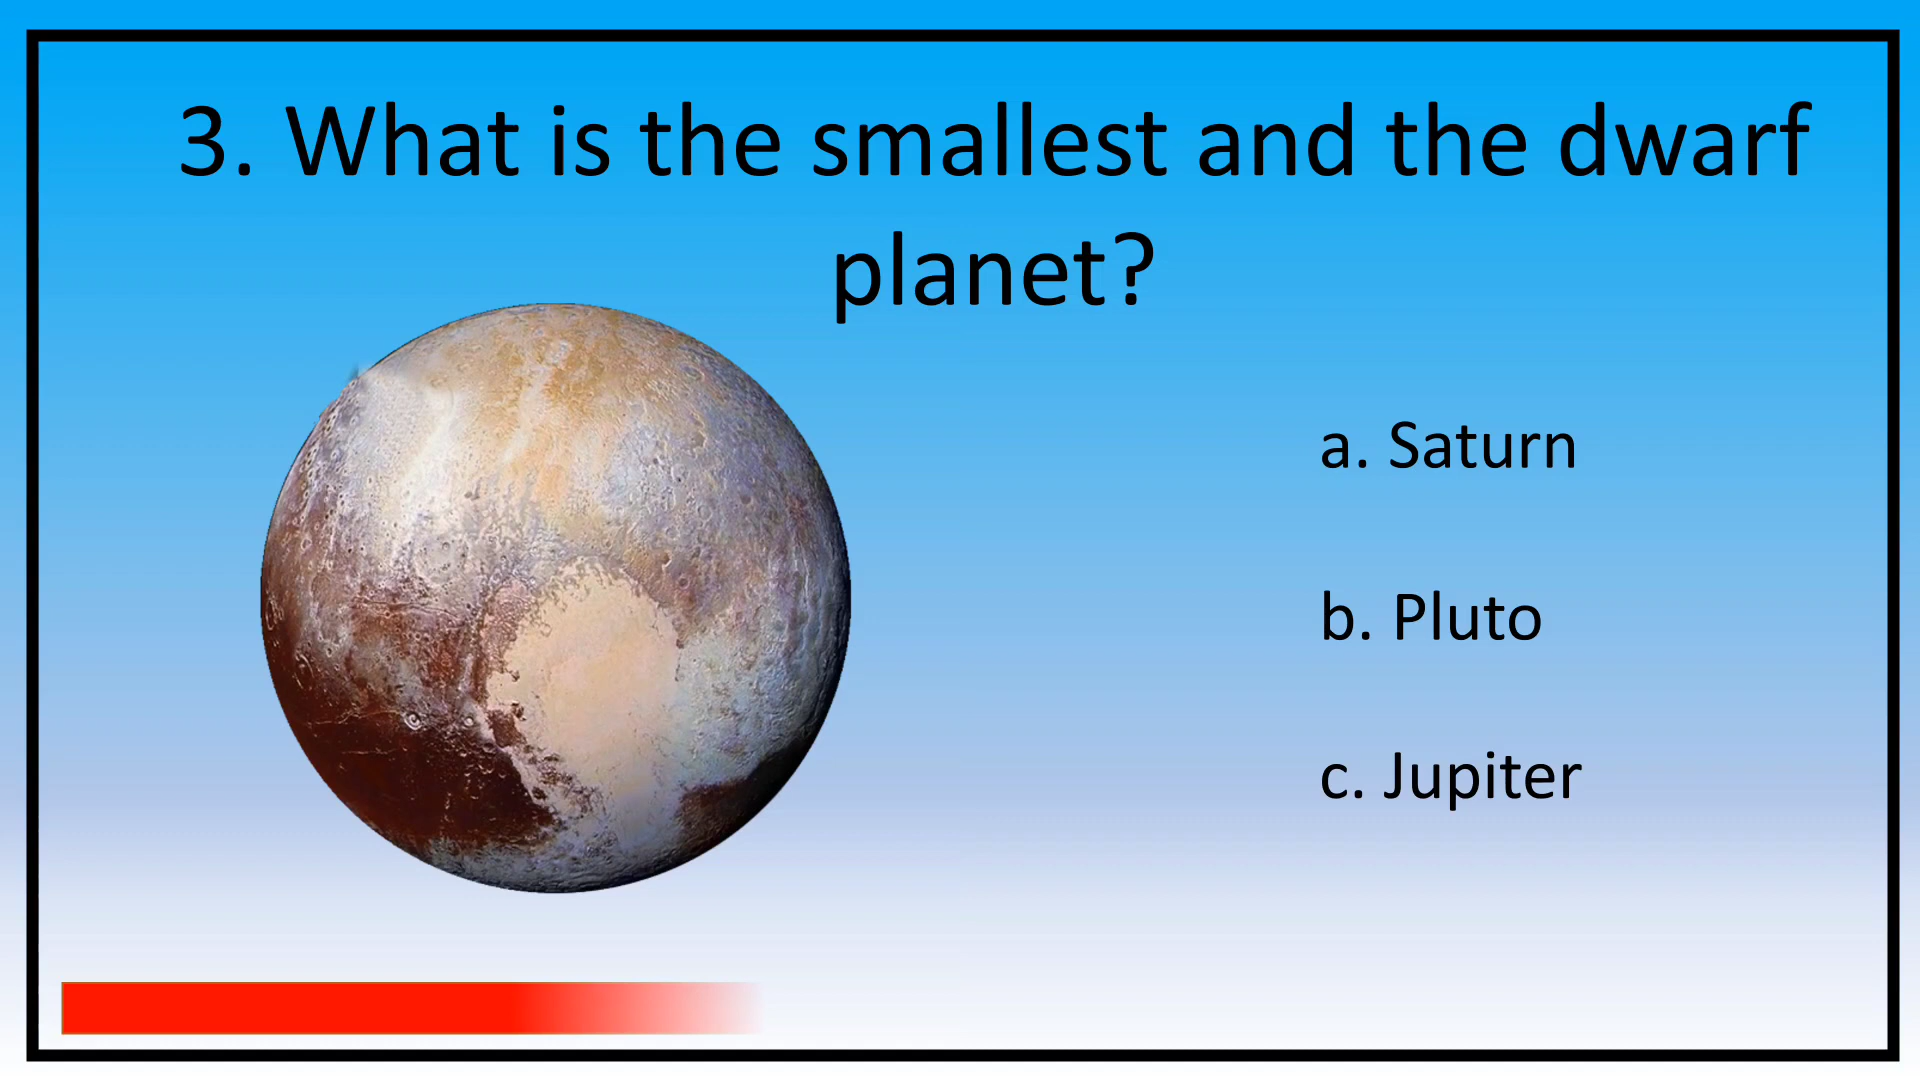 3. What is the smallest and the dwarf
planet?
a. Saturn
b. Pluto
c. Jupiter